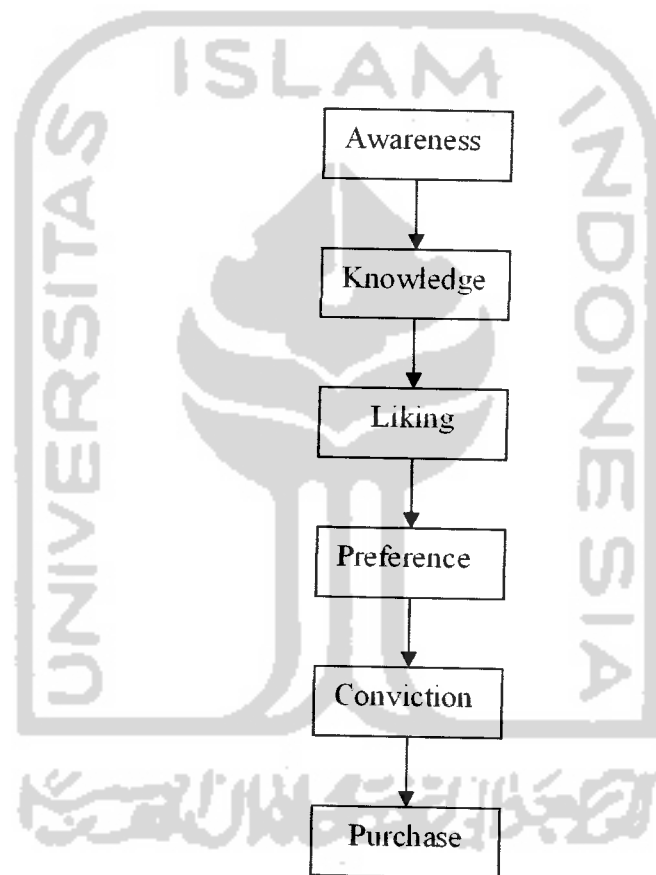 ISLAM
UNIVERSITAS
INDONESIA
Awareness
Knowledge
Liking
Preference
Conviction
Purchase